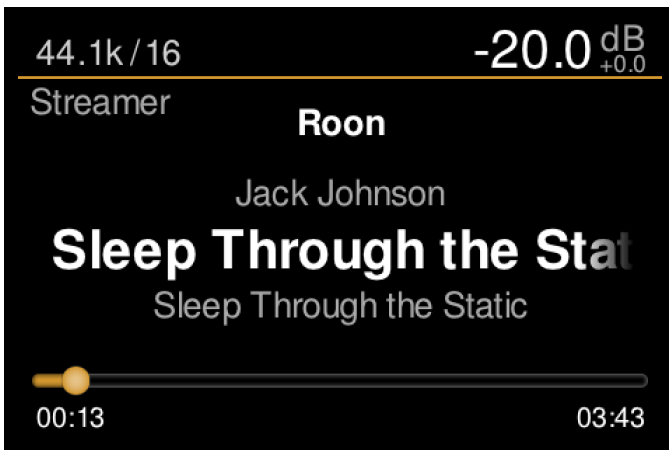 44.1k/16
-20.0 dB +0.0
Streamer
Roon
Jack Johnson
Sleep Through the Stat
Sleep Through the Static
00:13 03:43